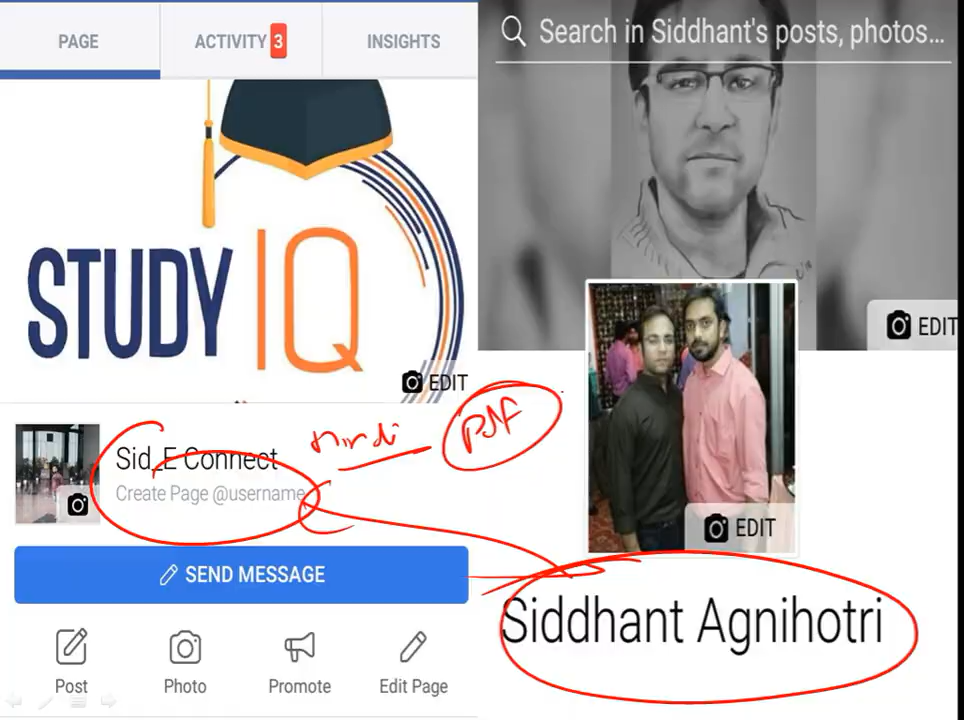 PAGE
ACTIVITY 3
INSIGHTS
STUDY IQ
EDIT
Sid_E Connect
Create Page @username
Hindi
PDF
SEND MESSAGE
Post
Photo
Promote
Edit Page
Search in Siddhant's posts, photos...
EDIT
EDIT
Siddhant Agnihotri